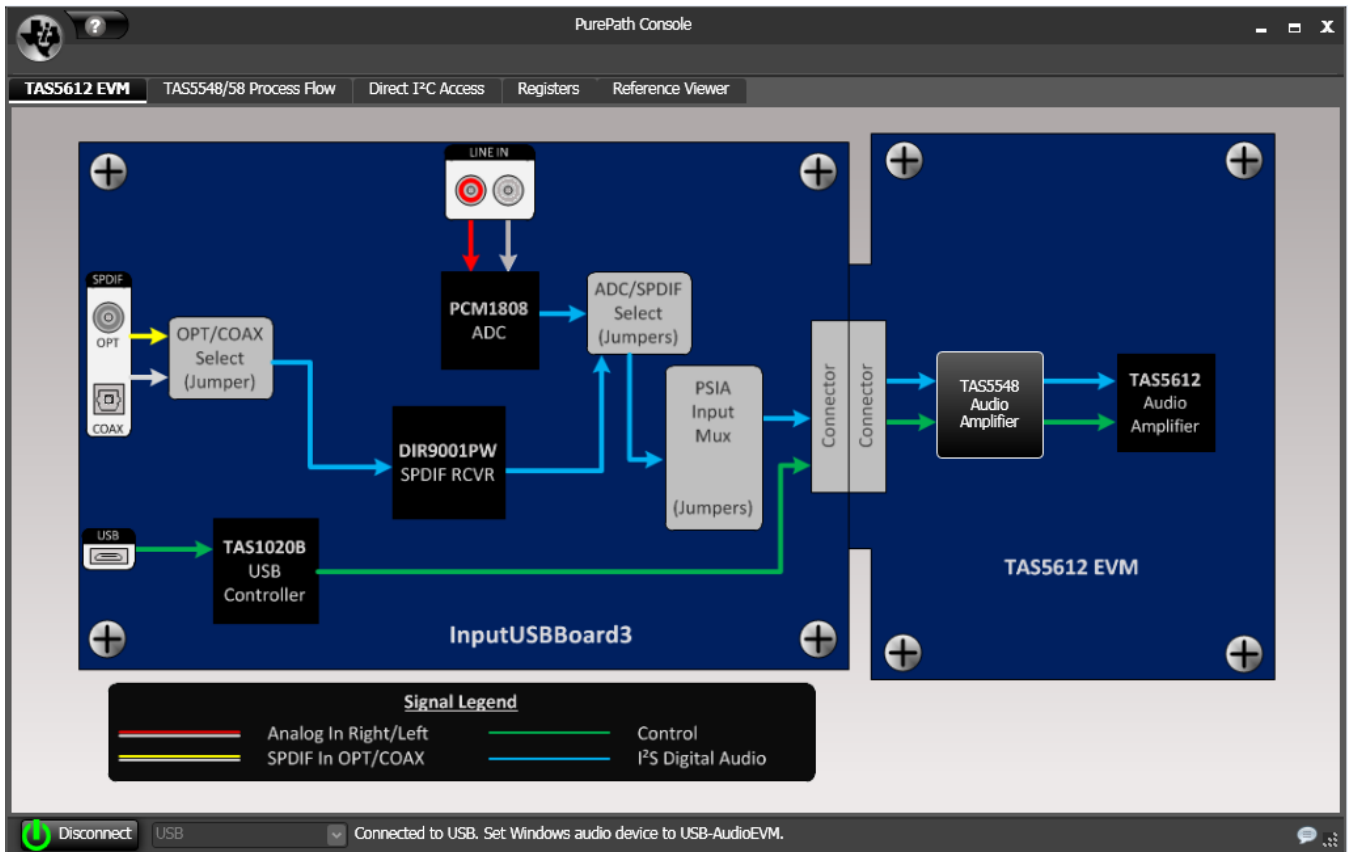 PurePath Console
?
TAS5612 EVM
TAS5548/58 Process Flow
Direct I²C Access
Registers
Reference Viewer
LINE IN
SPDIF
OPT
COAX
OPT/COAX
Select
(Jumper)
PCM1808
ADC
ADC/SPDIF
Select
(Jumpers)
DIR9001PW
SPDIF RCVR
PSIA
Input
Mux
(Jumpers)
Connector
Connector
TAS5548
Audio
Amplifier
TAS5612
Audio
Amplifier
USB
TAS1020B
USB
Controller
InputUSBBoard3
TAS5612 EVM
Signal Legend
Analog In Right/Left
Control
SPDIF In OPT/COAX
I²S Digital Audio
Disconnect
USB
Connected to USB. Set Windows audio device to USB-AudioEVM.